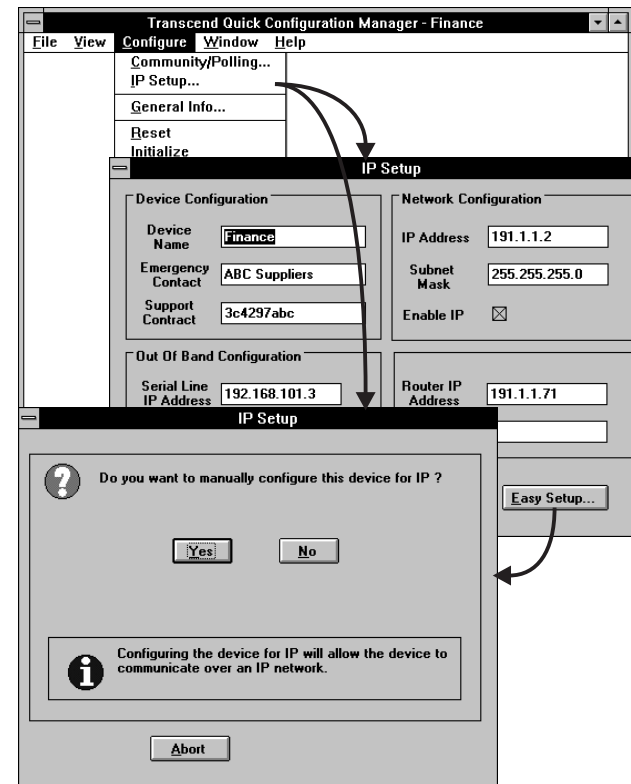 Transcend Quick Configuration Manager - Finance
File View Configure Window Help
Community/Polling...
IP Setup...
General Info...
Reset
Initialize
IP Setup
Device Configuration
Device Name
Finance
Emergency Contact
ABC Suppliers
Support Contract
3c4297abc
Network Configuration
IP Address
191.1.1.2
Subnet Mask
255.255.255.0
Enable IP
Out Of Band Configuration
Serial Line IP Address
192.168.101.3
Router IP Address
191.1.1.71
Easy Setup...
IP Setup
Do you want to manually configure this device for IP ?
Yes No
Configuring the device for IP will allow the device to
communicate over an IP network.
Abort